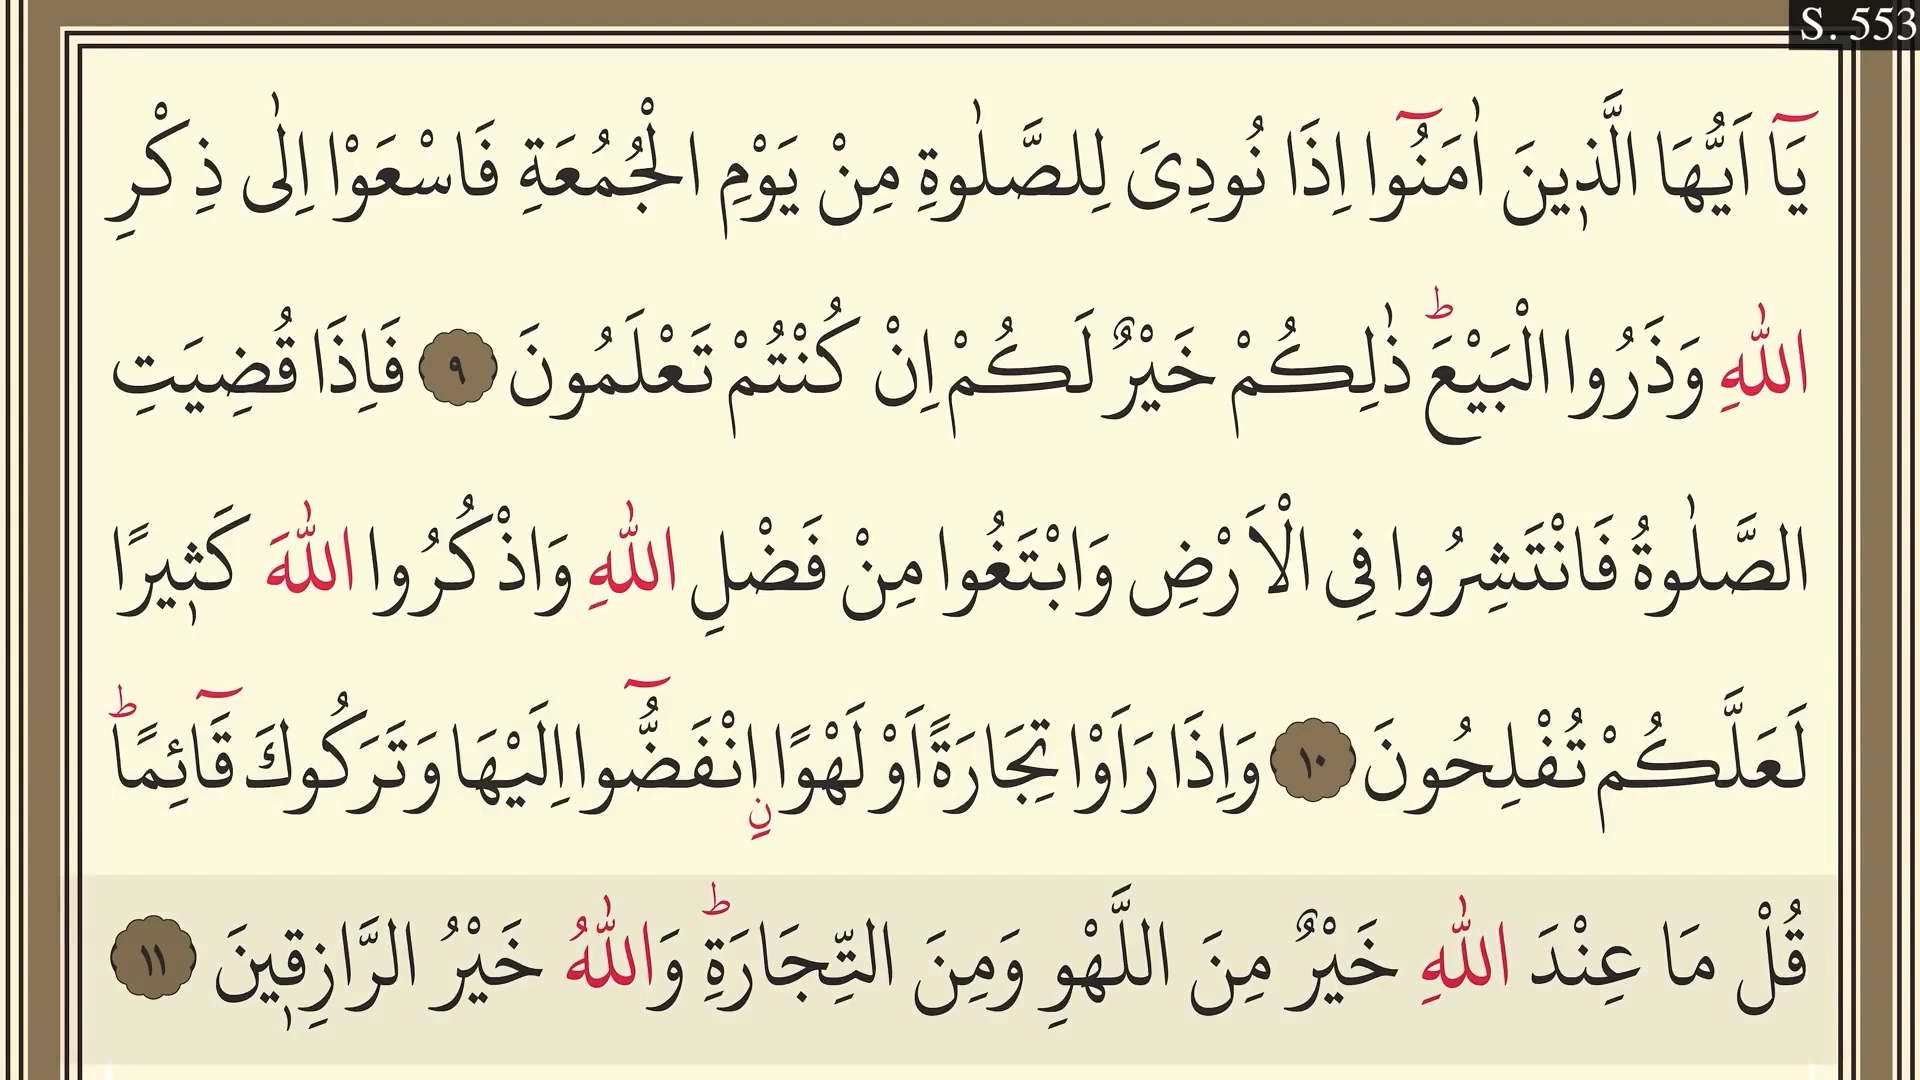 S. 553
يَٓا اَيُّهَا الَّذ۪ينَ اٰمَنُٓوا اِذَا نُودِىَ لِلصَّلٰوةِ مِنْ يَوْمِ الْجُمُعَةِ فَاسْعَوْا اِلٰى ذِكْرِ
اللّٰهِ وَذَرُوا الْبَيْعَؕ ذٰلِكُمْ خَيْرٌ لَكُمْ اِنْ كُنْتُمْ تَعْلَمُونَ ٩ فَاِذَا قُضِيَتِ
الصَّلٰوةُ فَانْتَشِرُوا فِى الْاَرْضِ وَابْتَغُوا مِنْ فَضْلِ اللّٰهِ وَاذْكُرُوا اللّٰهَ كَث۪يرًا
لَعَلَّكُمْ تُفْلِحُونَ ١٠ وَاِذَا رَاَوْا تِجَارَةً اَوْ لَهْوًا نِ انْفَضُّٓوا اِلَيْهَا وَتَرَكُوكَ قَٓائِمًاؕ
قُلْ مَا عِنْدَ اللّٰهِ خَيْرٌ مِنَ اللَّهْوِ وَمِنَ التِّجَارَةِؕ وَاللّٰهُ خَيْرُ الرَّازِق۪ينَ ١١